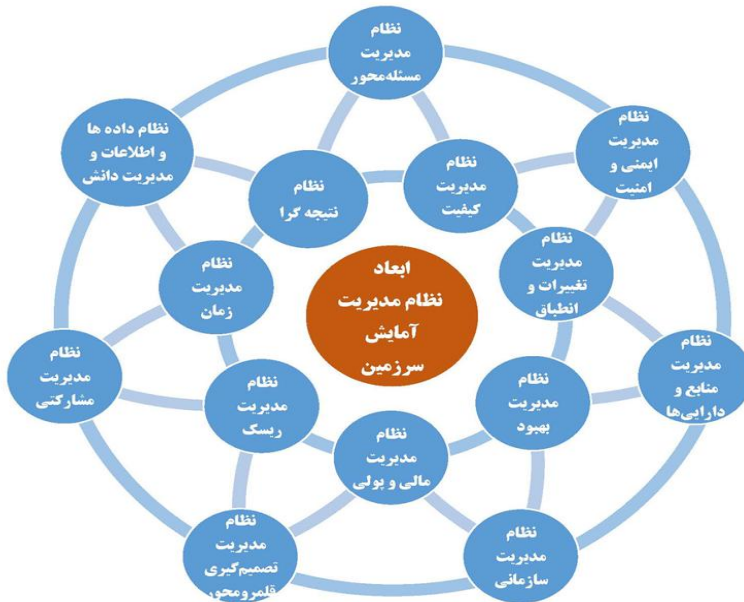 نظام
مدیریت
مسئله‌محور
نظام
مدیریت
ایمنی و
امنیت
نظام داده ها
و اطلاعات و
مدیریت دانش
نظام
مدیریت
کیفیت
نظام
نتیجه گرا
نظام
مدیریت
تغییرات و
انطباق
نظام
مدیریت
زمان
ابعاد
نظام مدیریت
آمایش
سرزمین
نظام
مدیریت
منابع و
دارایی‌ها
نظام
مدیریت
مشارکتی
نظام
مدیریت
بهبود
نظام
مدیریت
ریسک
نظام
مدیریت
مالی و پولی
نظام
مدیریت
سازمانی
نظام
مدیریت
تصمیم‌گیری
قلمرومحور